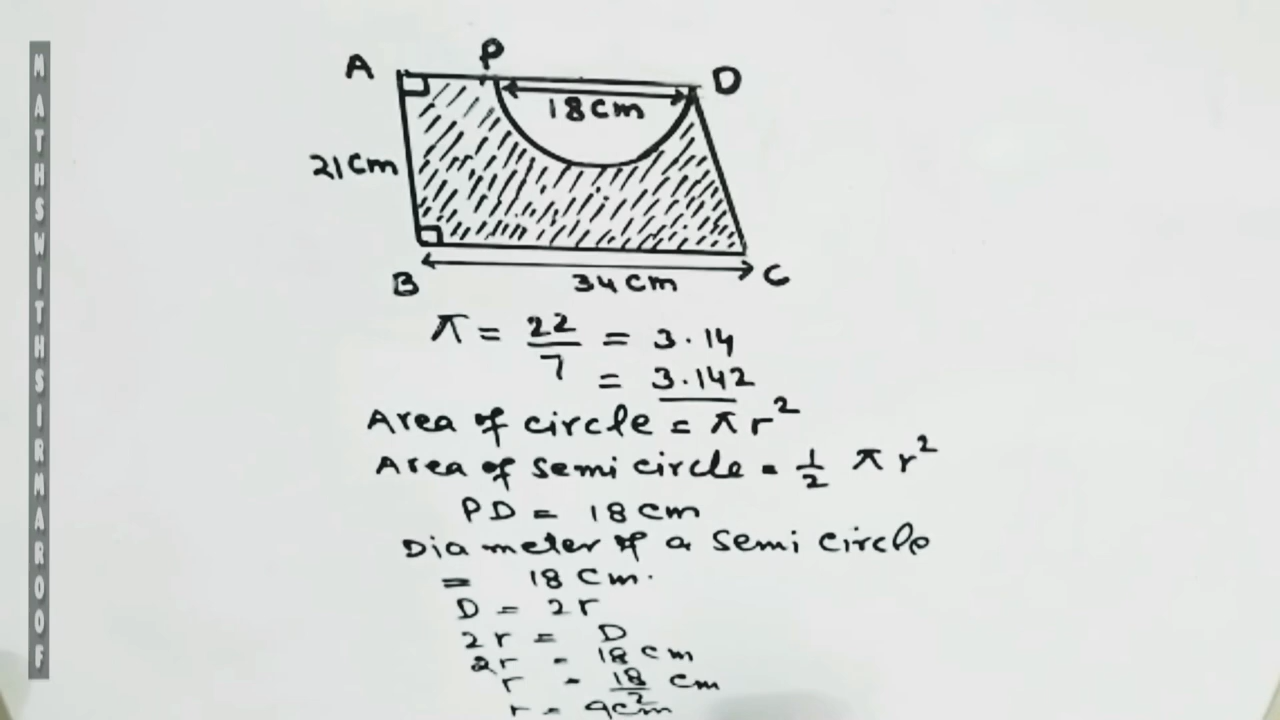 MATHSWITHSIRMAROOF
A P D
18cm
21cm
B 34cm C
π = 22/7 = 3.14
= 3.142
Area of circle = πr²
Area of semi circle = 1/2 πr²
PD = 18cm
Diameter of a semi circle
= 18 cm.
D = 2r
2r = D
2r = 18cm
r = 18/2 cm
r = 9cm